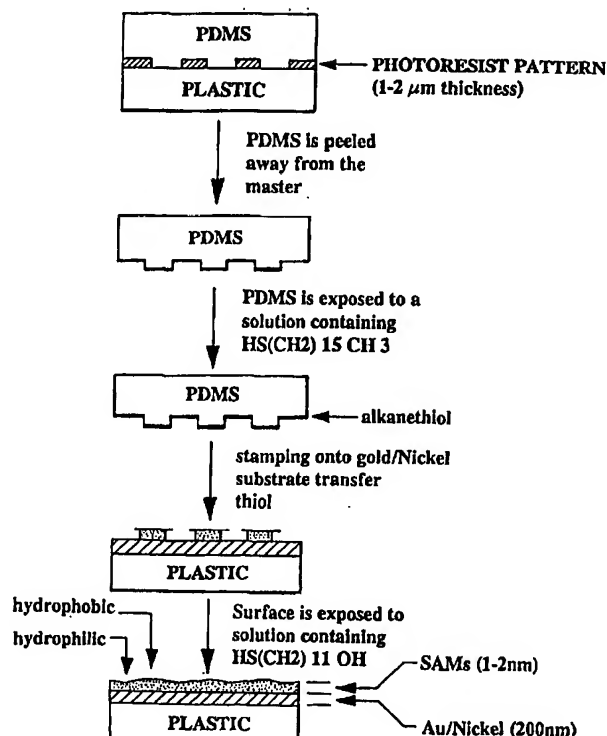 PDMS
PHOTORESIST PATTERN
(1-2 μm thickness)
PLASTIC
PDMS is peeled
away from the
master
PDMS
PDMS is exposed to a
solution containing
HS(CH2) 15 CH 3
PDMS
alkanethiol
stamping onto gold/Nickel
substrate transfer
thiol
PLASTIC
hydrophobic
hydrophilic
Surface is exposed to
solution containing
HS(CH2) 11 OH
SAMs (1-2nm)
PLASTIC
Au/Nickel (200nm)